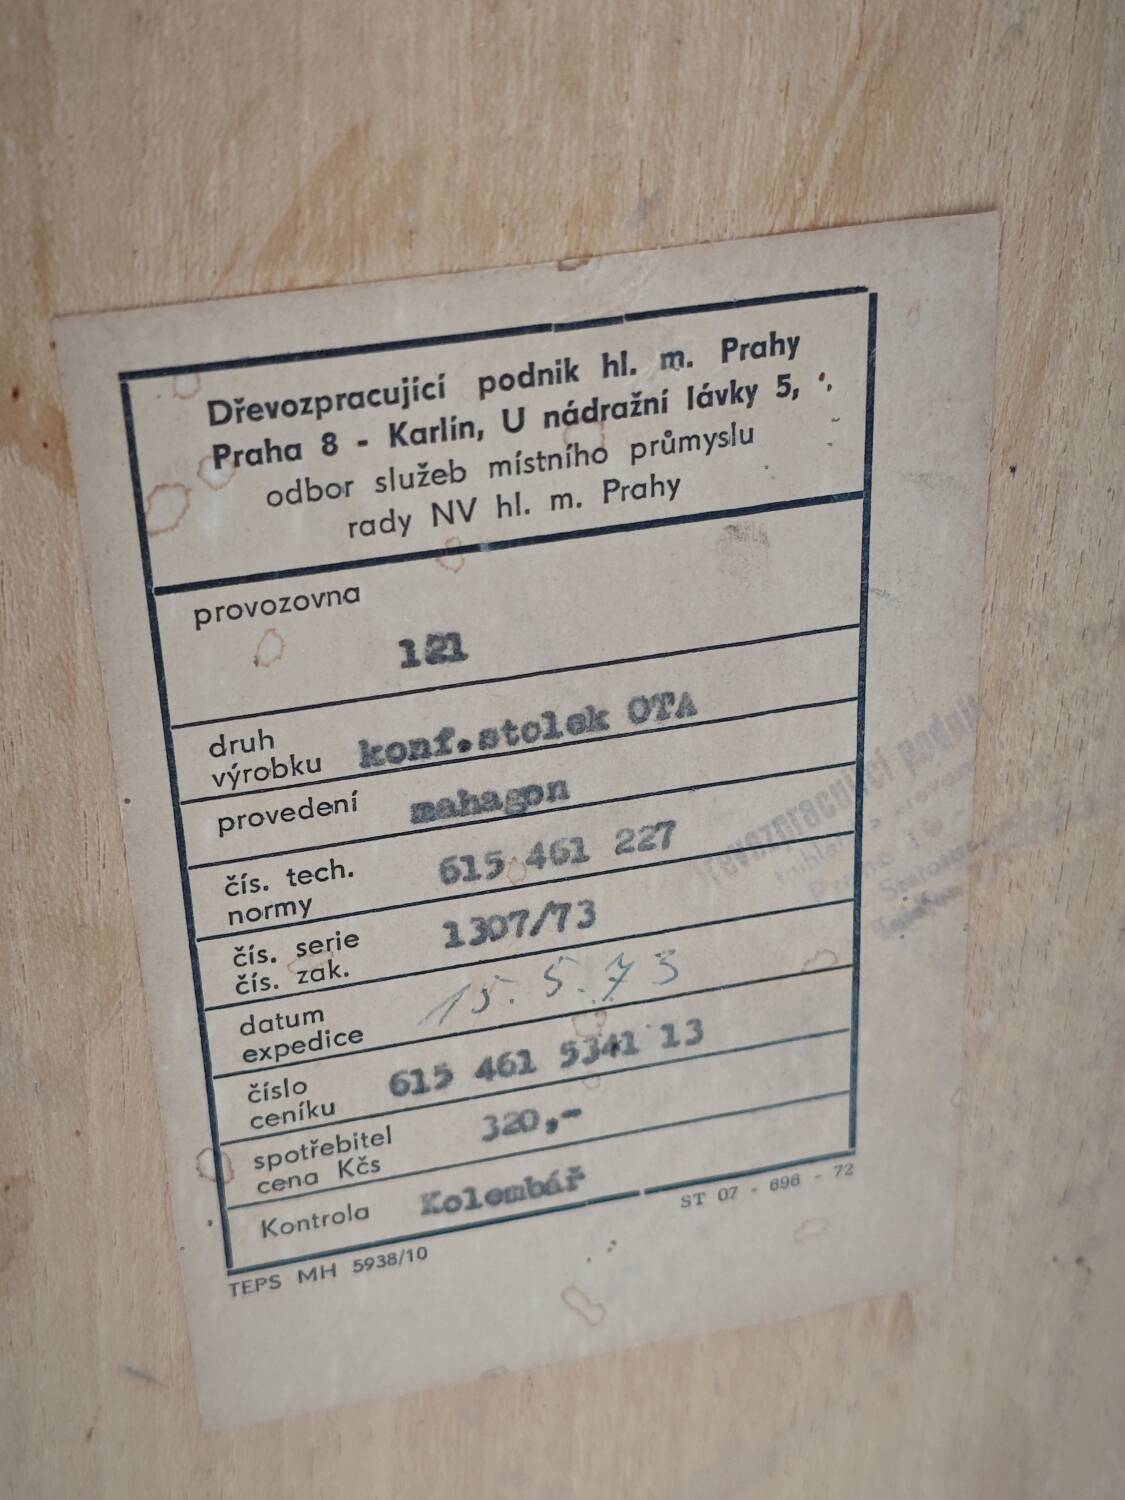 Dřevozpracující podnik hl. m. Prahy
Praha 8 - Karlín, U nádražní lávky 5,
odbor služeb místního průmyslu
rady NV hl. m. Prahy
provozovna
121
druh
výrobku konf.stolek OTA
provedení mahagon
čís. tech.
normy 615 461 227
čís. serie
čís. zak. 1307/73
datum
expedice 15.5.73
číslo
ceníku 615 461 5341 13
spotřebitel
cena Kčs 320,-
Kontrola Kolembář
TEPS MH 5938/10
ST 07 - 696 - 72
podnik